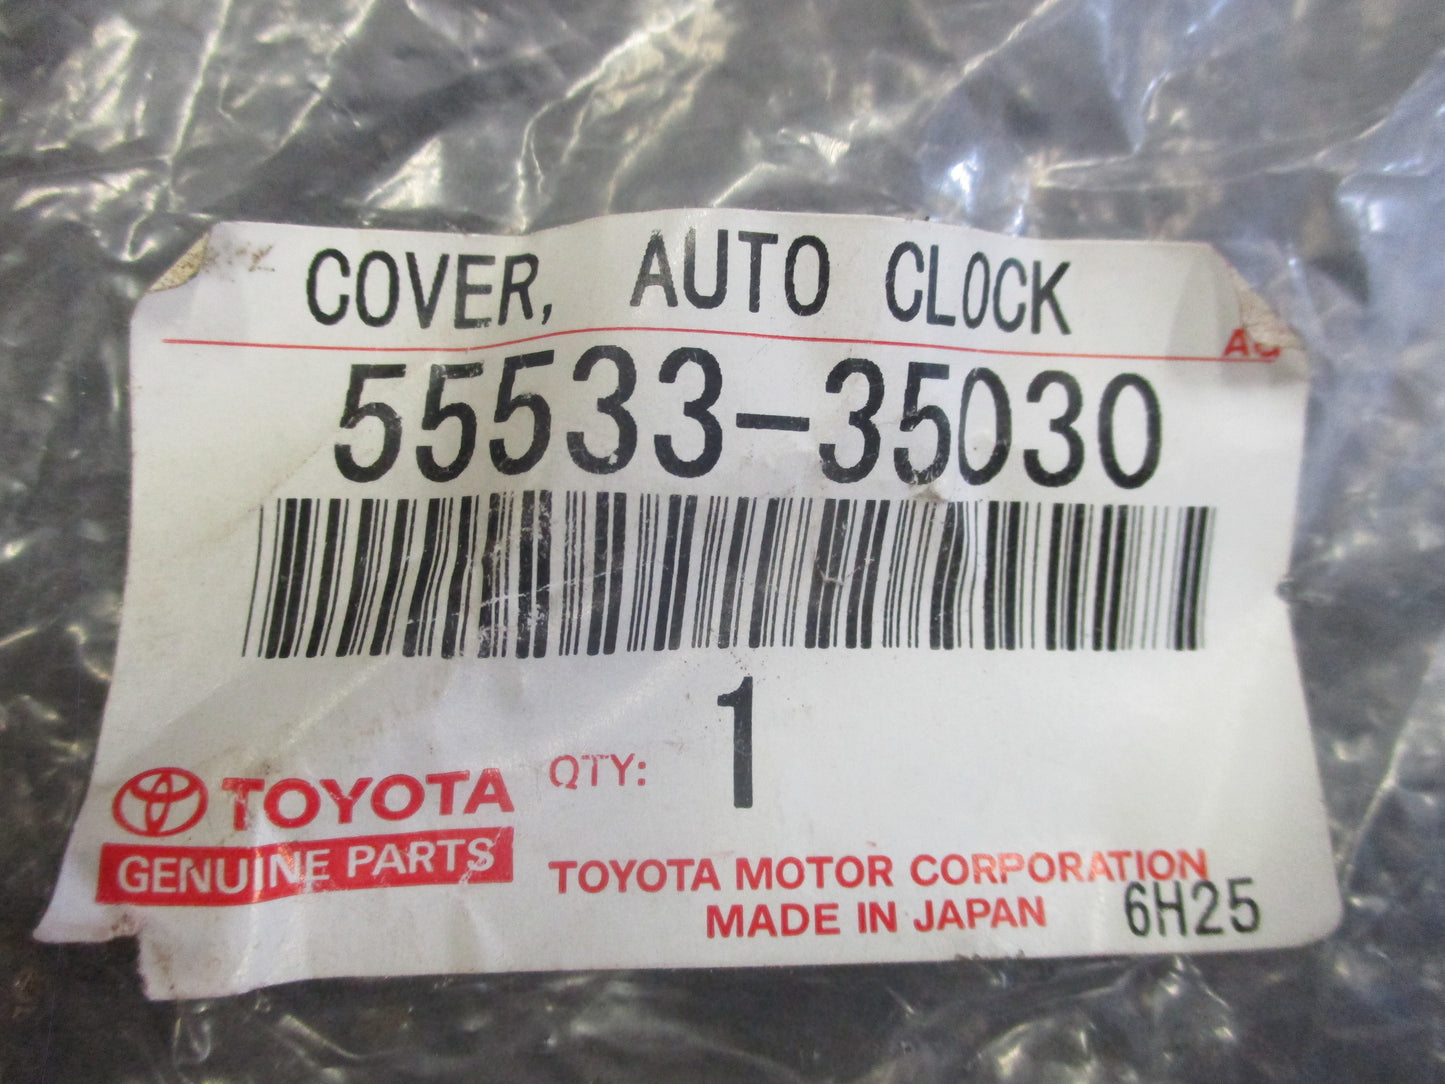 COVER, AUTO CLOCK
55533-35030
1
QTY:
TOYOTA
GENUINE PARTS
TOYOTA MOTOR CORPORATION
MADE IN JAPAN
6H25